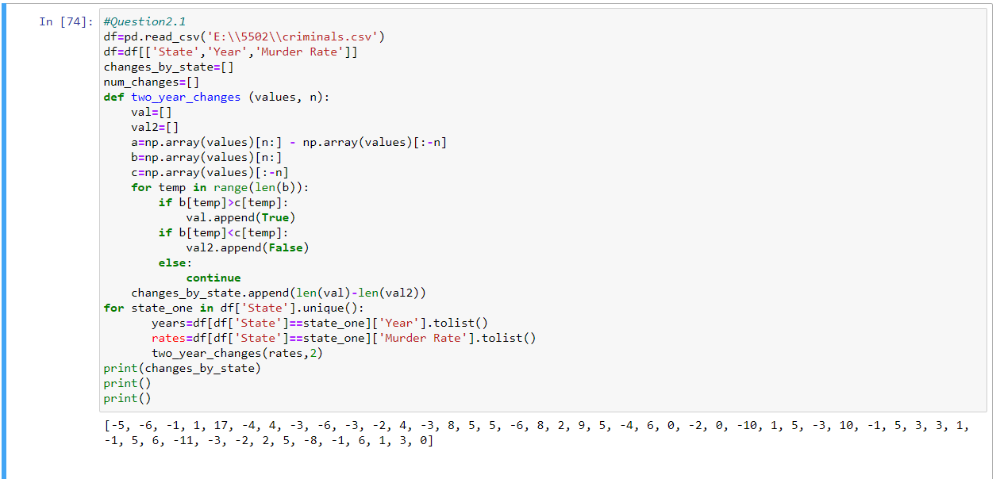 In [74]: #Question2.1
df=pd.read_csv('E:\\5502\\criminals.csv')
df=df[['State','Year','Murder Rate']]
changes_by_state=[]
num_changes=[]
def two_year_changes (values, n):
    val=[]
    val2=[]
    a=np.array(values)[n:] - np.array(values)[:-n]
    b=np.array(values)[n:]
    c=np.array(values)[:-n]
    for temp in range(len(b)):
        if b[temp]>c[temp]:
            val.append(True)
        if b[temp]<c[temp]:
            val2.append(False)
        else:
            continue
    changes_by_state.append(len(val)-len(val2))
for state_one in df['State'].unique():
       years=df[df['State']==state_one]['Year'].tolist()
       rates=df[df['State']==state_one]['Murder Rate'].tolist()
       two_year_changes(rates,2)
print(changes_by_state)
print()
print()
[-5, -6, -1, 1, 17, -4, 4, -3, -6, -3, -2, 4, -3, 8, 5, 5, -6, 8, 2, 9, 5, -4, 6, 0, -2, 0, -10, 1, 5, -3, 10, -1, 5, 3, 3, 1,
-1, 5, 6, -11, -3, -2, 2, 5, -8, -1, 6, 1, 3, 0]